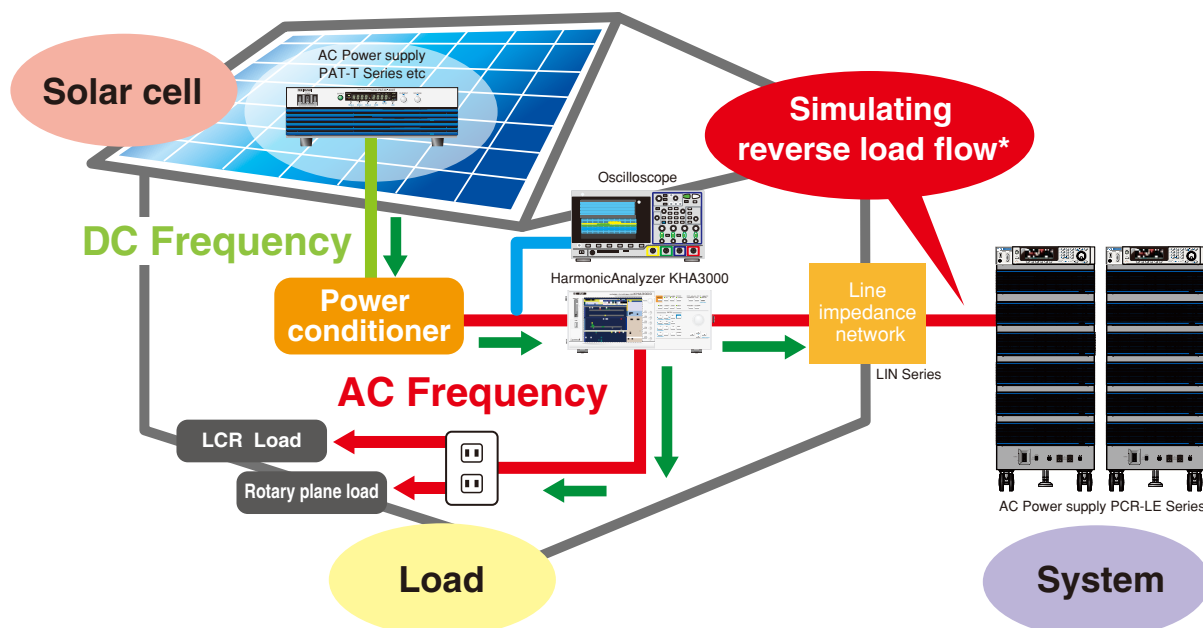 AC Power supply
PAT-T Series etc
Solar cell
Simulating
reverse load flow*
Oscilloscope
DC Frequency
HarmonicAnalyzer KHA3000
Power
conditioner
Line
impedance
network
LIN Series
AC Frequency
LCR Load
Rotary plane load
AC Power supply PCR-LE Series
Load
System